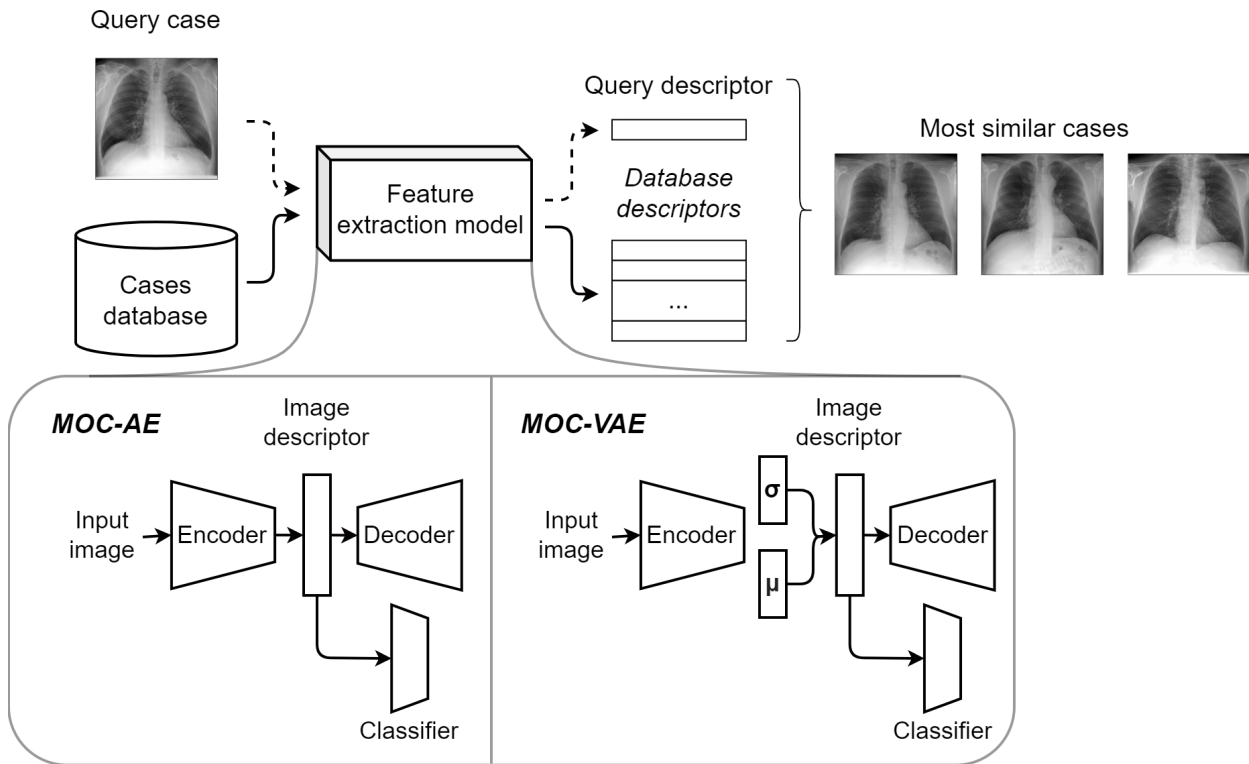 Query case
Cases
database
Feature
extraction model
Query descriptor
Database
descriptors
...
Most similar cases
MOC-AE
Image
descriptor
Input
image
Encoder
Decoder
Classifier
MOC-VAE
Image
descriptor
Input
image
Encoder
σ
μ
Decoder
Classifier